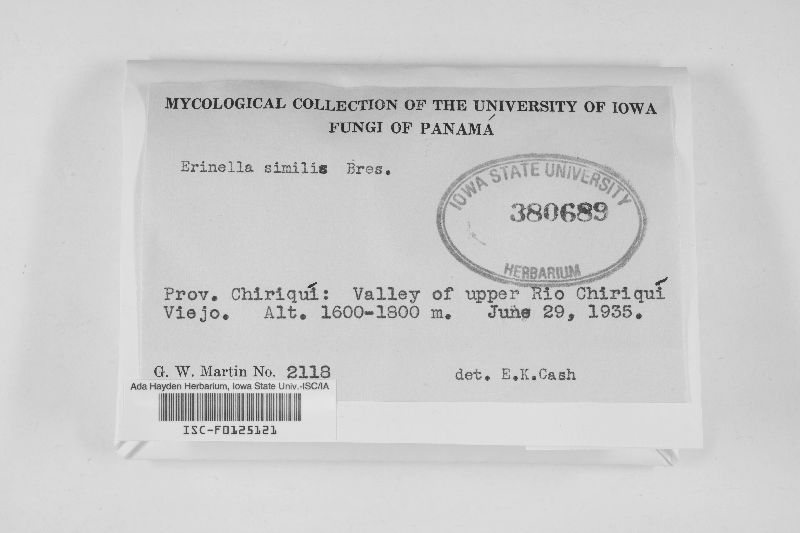 MYCOLOGICAL COLLECTION OF THE UNIVERSITY OF IOWA
FUNGI OF PANAMÁ
Erinella similis Bres.
IOWA STATE UNIVERSITY
380689
HERBARIUM
Prov. Chiriquí: Valley of upper Rio Chiriquí
Viejo. Alt. 1600-1800 m. June 29, 1935.
G. W. Martin No. 2118
det. E.K.Cash
Ada Hayden Herbarium, Iowa State Univ.-ISC/IA
ISC-F0125121